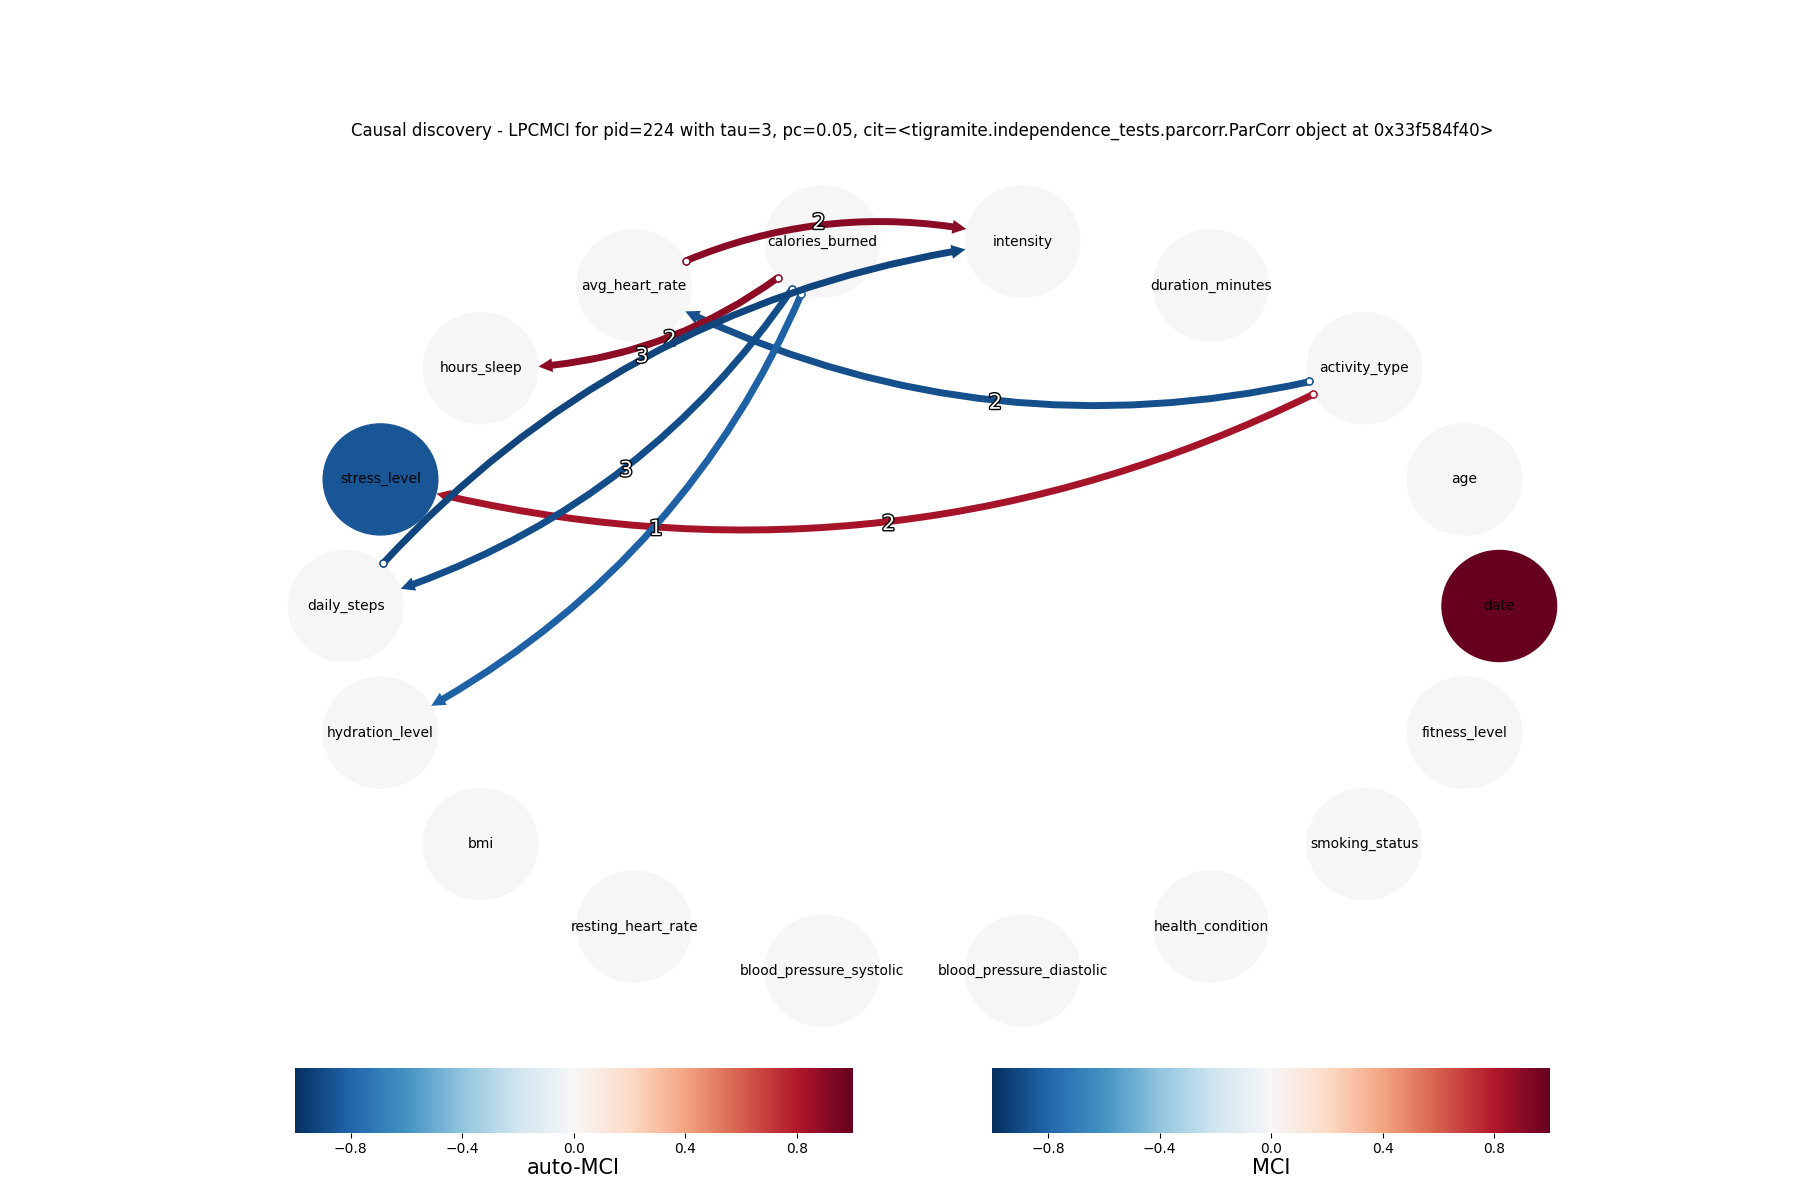 Causal discovery - LPCMCI for pid=224 with tau=3, pc=0.05, cit=<tigramite.independence_tests.parcorr.ParCorr object at 0x33f584f40>
2
calories_burned
intensity
avg_heart_rate
duration_minutes
2
3
hours_sleep
activity_type
2
3
stress_level
age
1
2
daily_steps
date
hydration_level
fitness_level
bmi
smoking_status
resting_heart_rate
health_condition
blood_pressure_systolic
blood_pressure_diastolic
−0.8 −0.4 0.0 0.4 0.8
auto-MCI
−0.8 −0.4 0.0 0.4 0.8
MCI